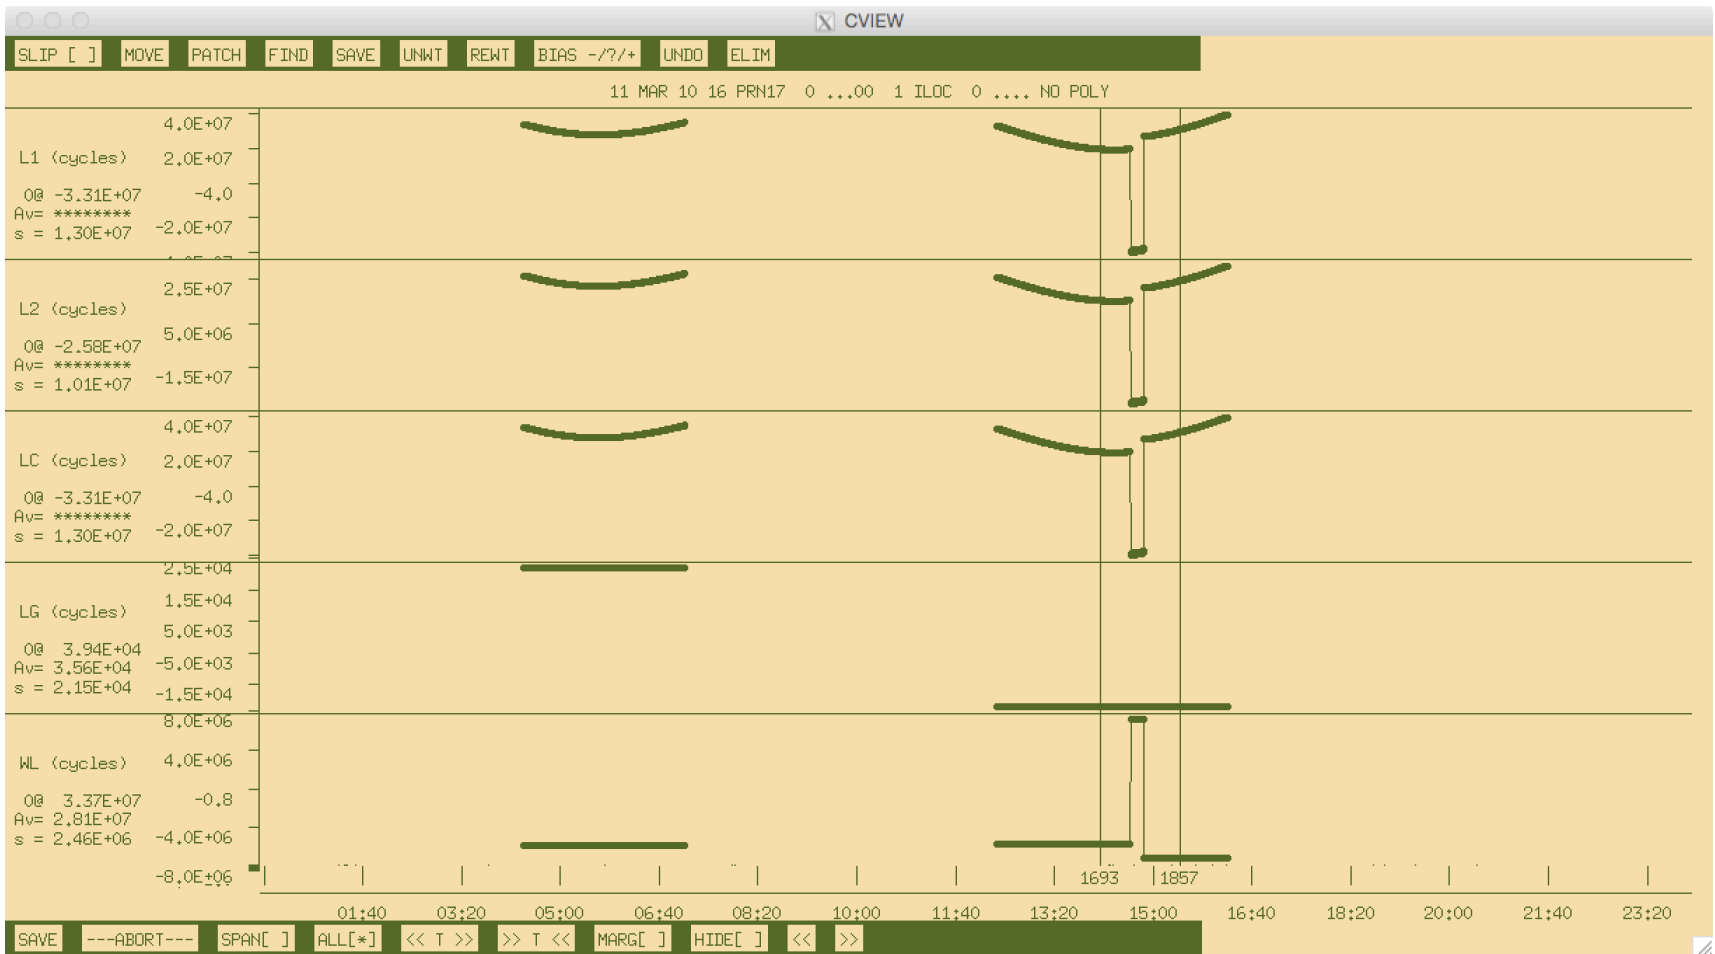 CVIEW
SLIP [ ] MOVE PATCH FIND SAVE UNWT REWT BIAS -/?/+ UNDO ELIM
11 MAR 10 16 PRN17 0 ...00 1 ILOC 0 .... NO POLY
4.0E+07
L1 (cycles) 2.0E+07
0@ -3.31E+07 -4.0
Av= ********
-2.0E+07
s = 1.30E+07
2.5E+07
L2 (cycles)
5.0E+06
0@ -2.58E+07
Av= ********
-1.5E+07
s = 1.01E+07
4.0E+07
LC (cycles) 2.0E+07
0@ -3.31E+07 -4.0
Av= ********
-2.0E+07
s = 1.30E+07
2.5E+04
1.5E+04
LG (cycles)
5.0E+03
0@ 3.94E+04
Av= 3.56E+04 -5.0E+03
s = 2.15E+04 -1.5E+04
8.0E+06
WL (cycles) 4.0E+06
0@ 3.37E+07 -0.8
Av= 2.81E+07
s = 2.46E+06 -4.0E+06
-8.0E+06 1693 1857
01:40 03:20 05:00 06:40 08:20 10:00 11:40 13:20 15:00 16:40 18:20 20:00 21:40 23:20
SAVE ---ABORT--- SPAN[ ] ALL[*] << T >> >> T << MARG[ ] HIDE[ ] << >>